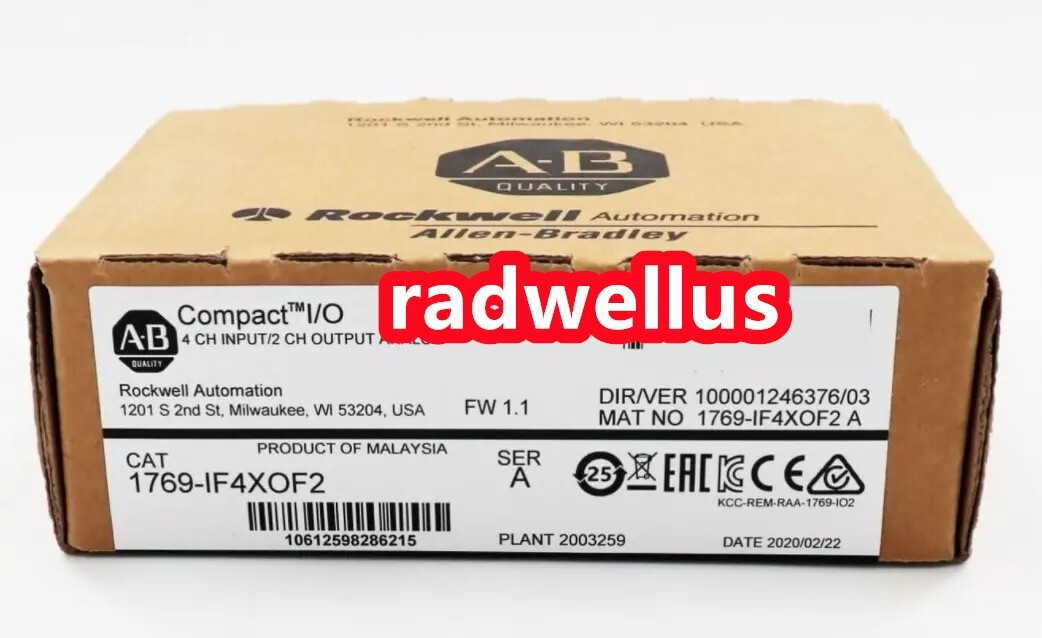 Rockwell Automation
1201 S 2nd St, Milwaukee, WI 53204 USA
A-B
QUALITY
Rockwell Automation
Allen-Bradley
radwellus
A-B
QUALITY
Compact™I/O
4 CH INPUT/2 CH OUTPUT
Rockwell Automation
1201 S 2nd St, Milwaukee, WI 53204, USA
FW 1.1
DIR/VER 100001246376/03
MAT NO 1769-IF4XOF2 A
PRODUCT OF MALAYSIA
CAT
1769-IF4XOF2
SER
A
25
EAC
CE
KCC-REM-RAA-1769-IO2
10612598286215
PLANT 2003259
DATE 2020/02/22